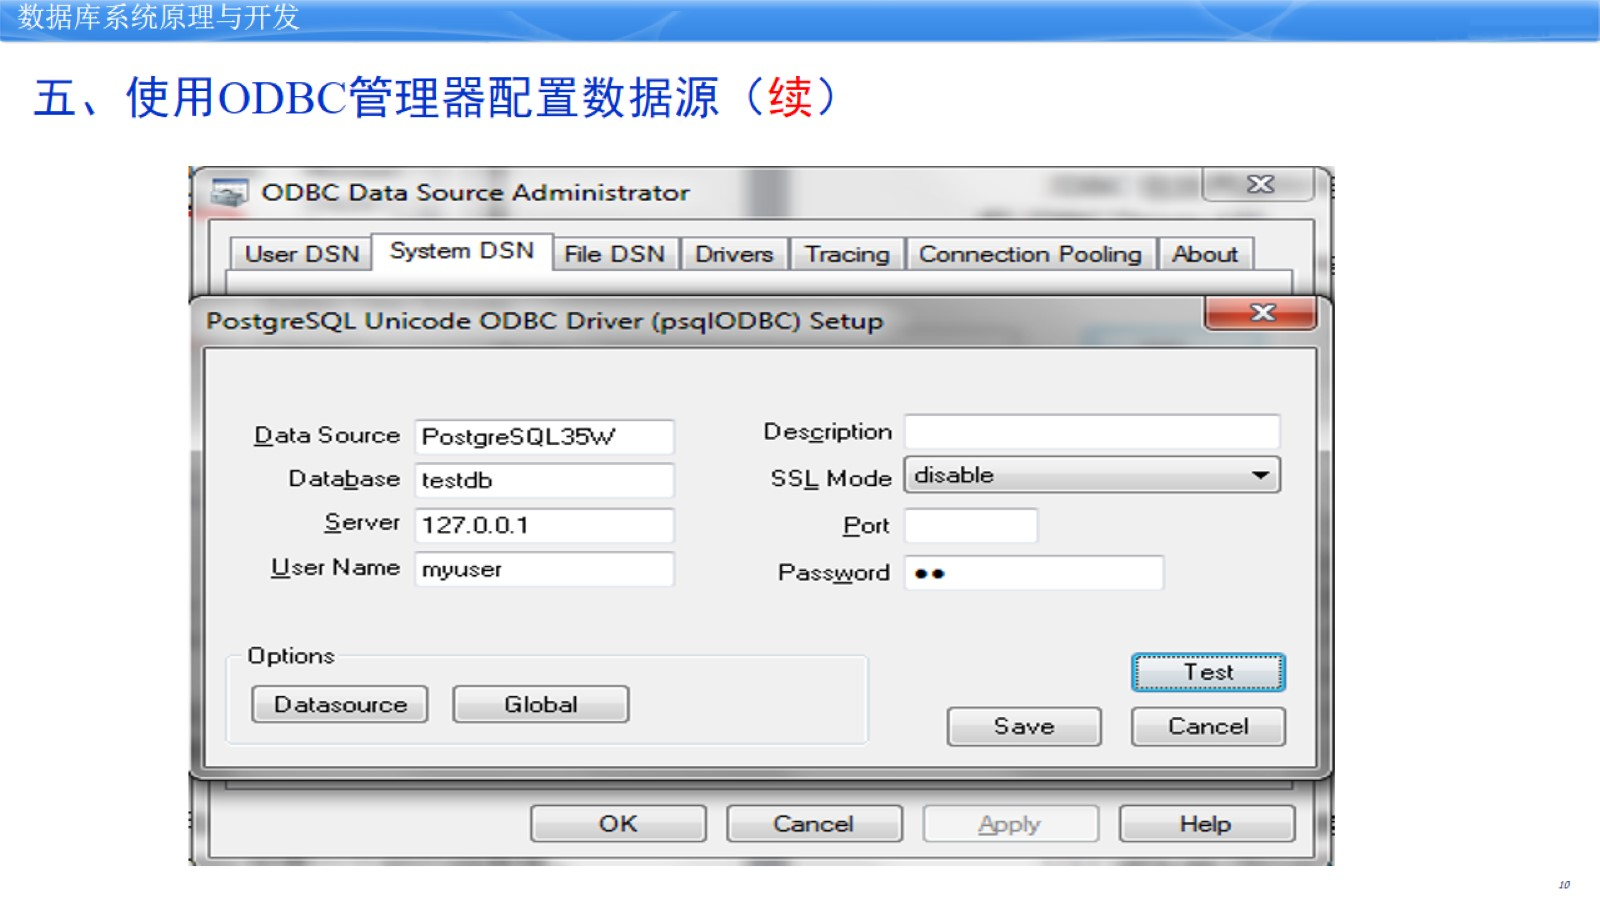 数据库系统原理与开发
五、使用ODBC管理器配置数据源（续）
ODBC Data Source Administrator
User DSN System DSN File DSN Drivers Tracing Connection Pooling About
PostgreSQL Unicode ODBC Driver (psqlODBC) Setup
Data Source PostgreSQL35W Description
Database testdb SSL Mode disable
Server 127.0.0.1 Port
User Name myuser Password ●●
Options
Datasource Global Test
Save Cancel
OK Cancel Apply Help
10